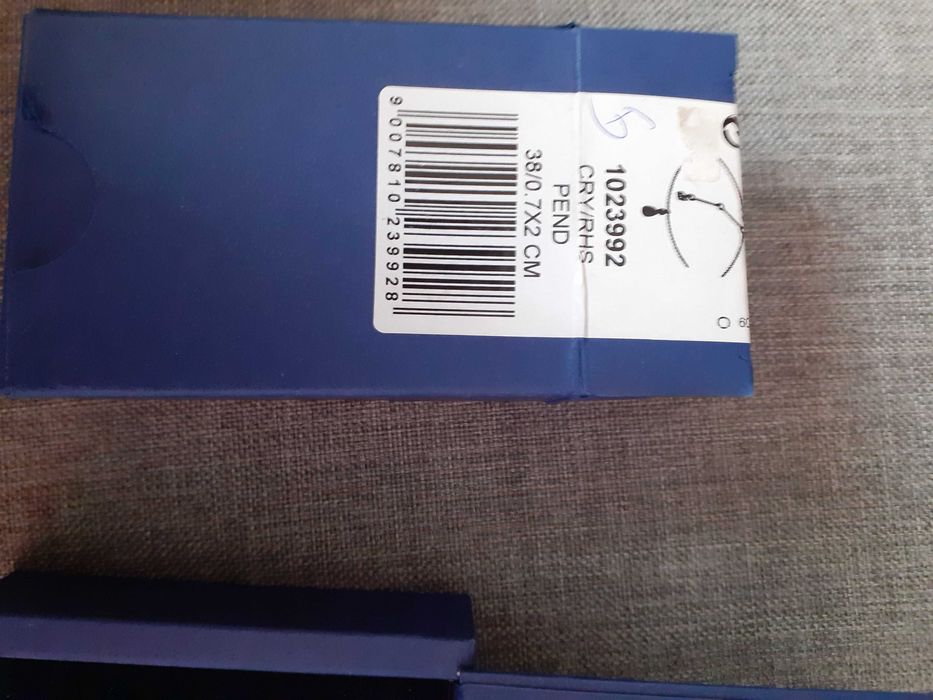 1023992
CRY/RHS
PEND
38/0.7X2 CM
9 007810 239928